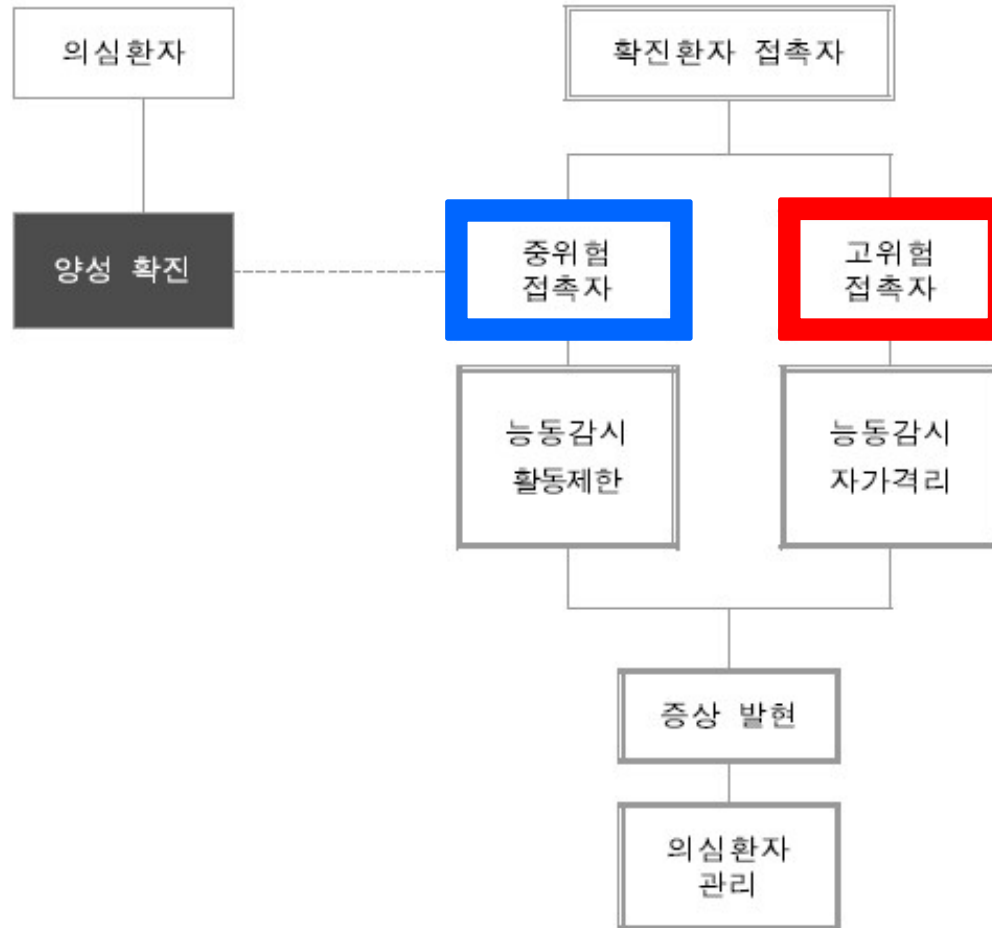 의심환자
확진환자 접촉자
양성 확진
중위험
접촉자
고위험
접촉자
능동감시
활동제한
능동감시
자가격리
증상 발현
의심환자
관리